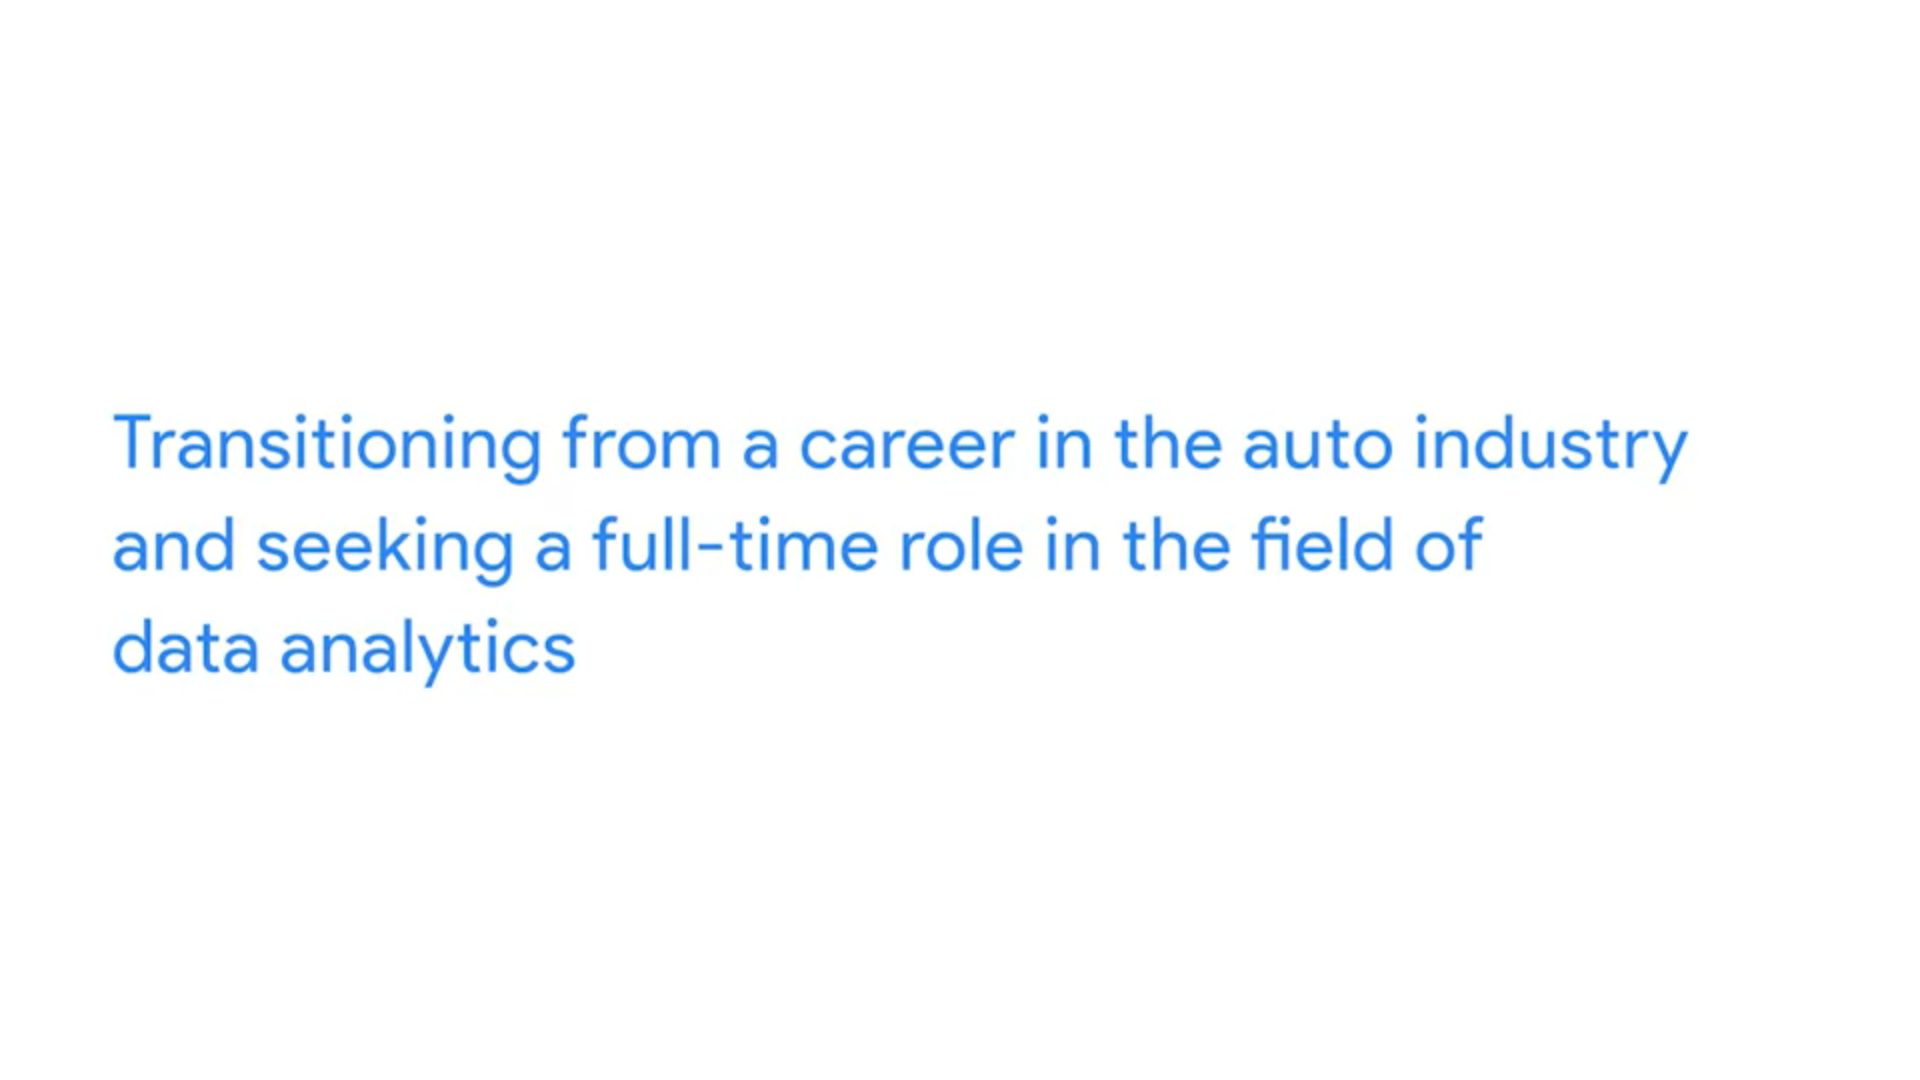 Transitioning from a career in the auto industry
and seeking a full-time role in the field of
data analytics